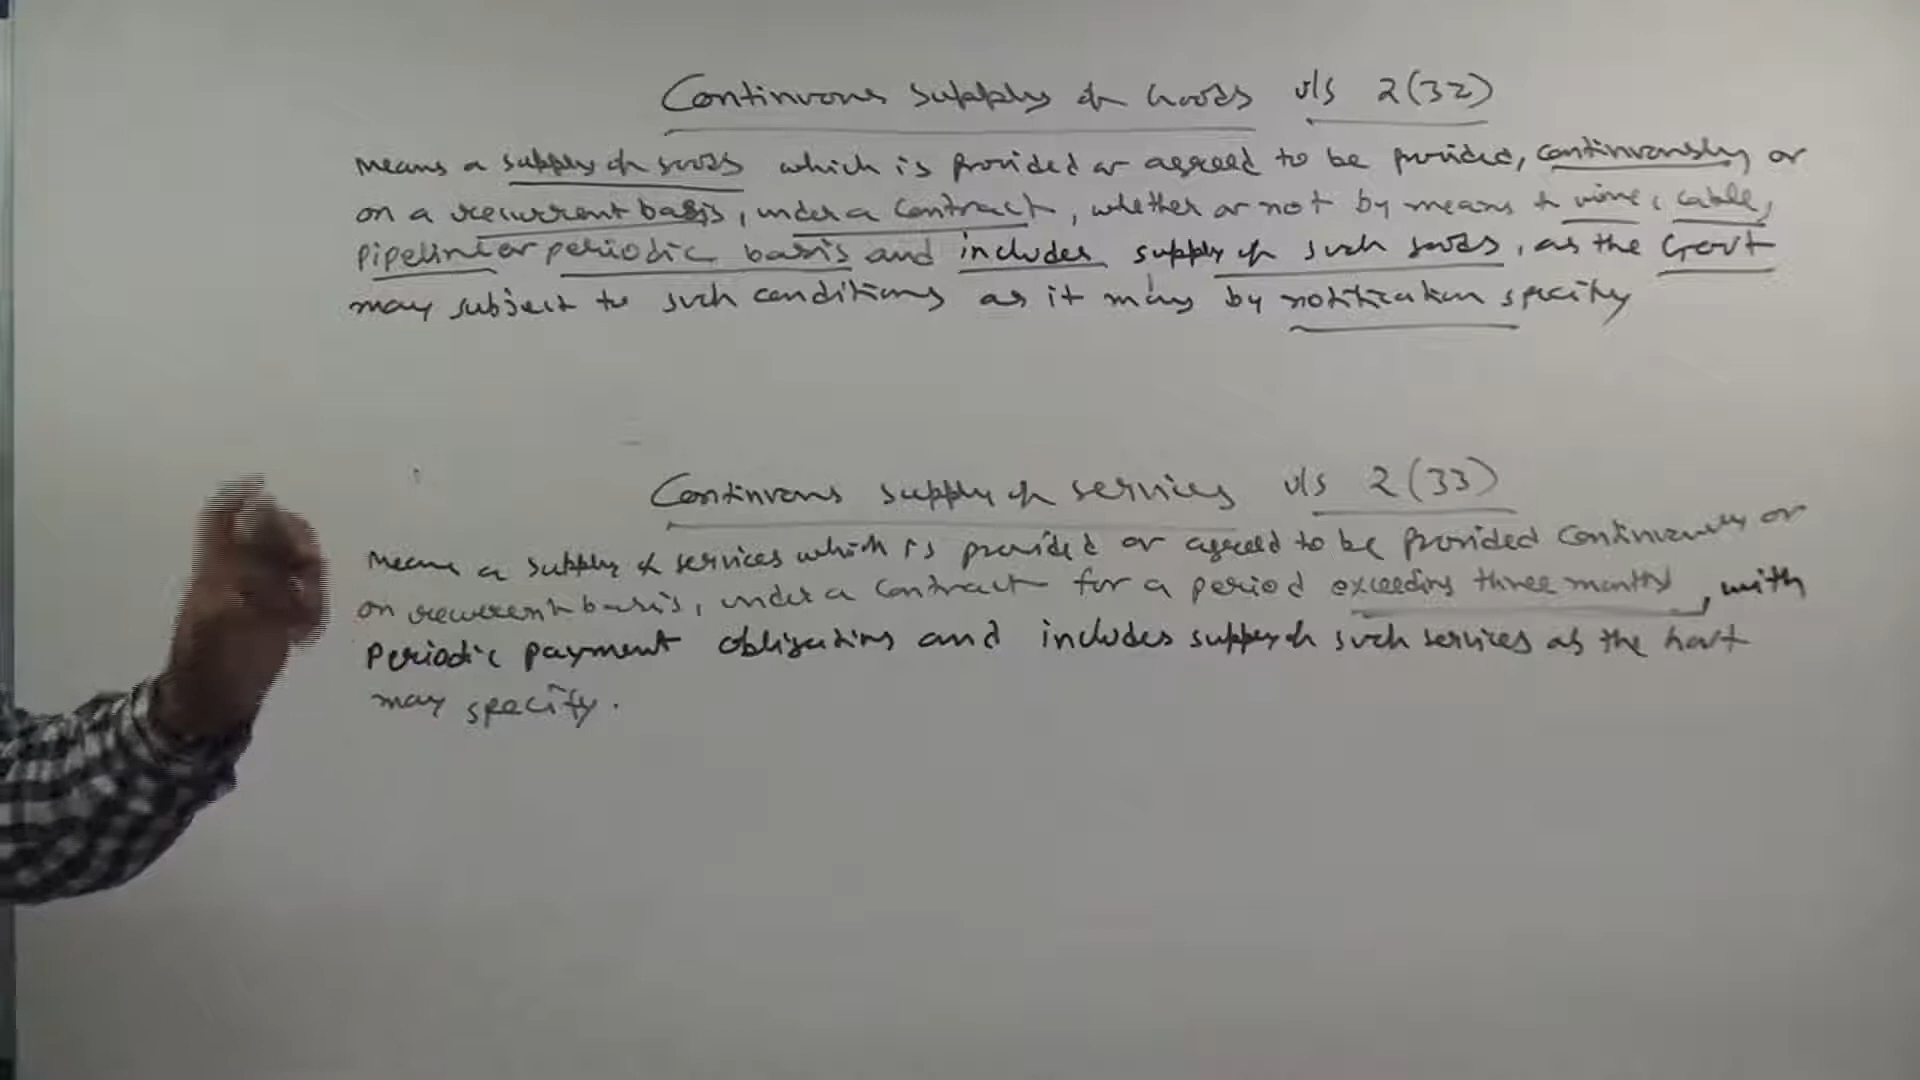 Continuous supply of Goods u/s 2(32)
Means a supply of goods which is provided or agreed to be provided, continuously or
on a recurrent basis, under a contract, whether or not by means of wire, cable,
pipeline or periodic basis and includes supply of such goods, as the Govt
may subject to such conditions as it may by notification specify
Continuous supply of services u/s 2(33)
Means a supply of services which is provided or agreed to be provided continuously or
on recurrent basis, under a contract for a period exceeding three months, with
Periodic payment obligations and includes supply of such services as the Govt
may specify.